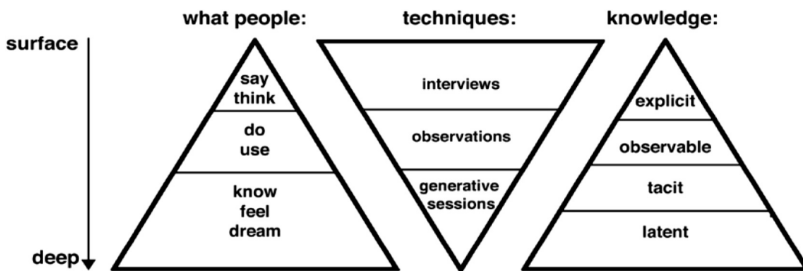 what people:
techniques:
knowledge:
surface
deep
say
think
do
use
know
feel
dream
interviews
observations
generative
sessions
explicit
observable
tacit
latent